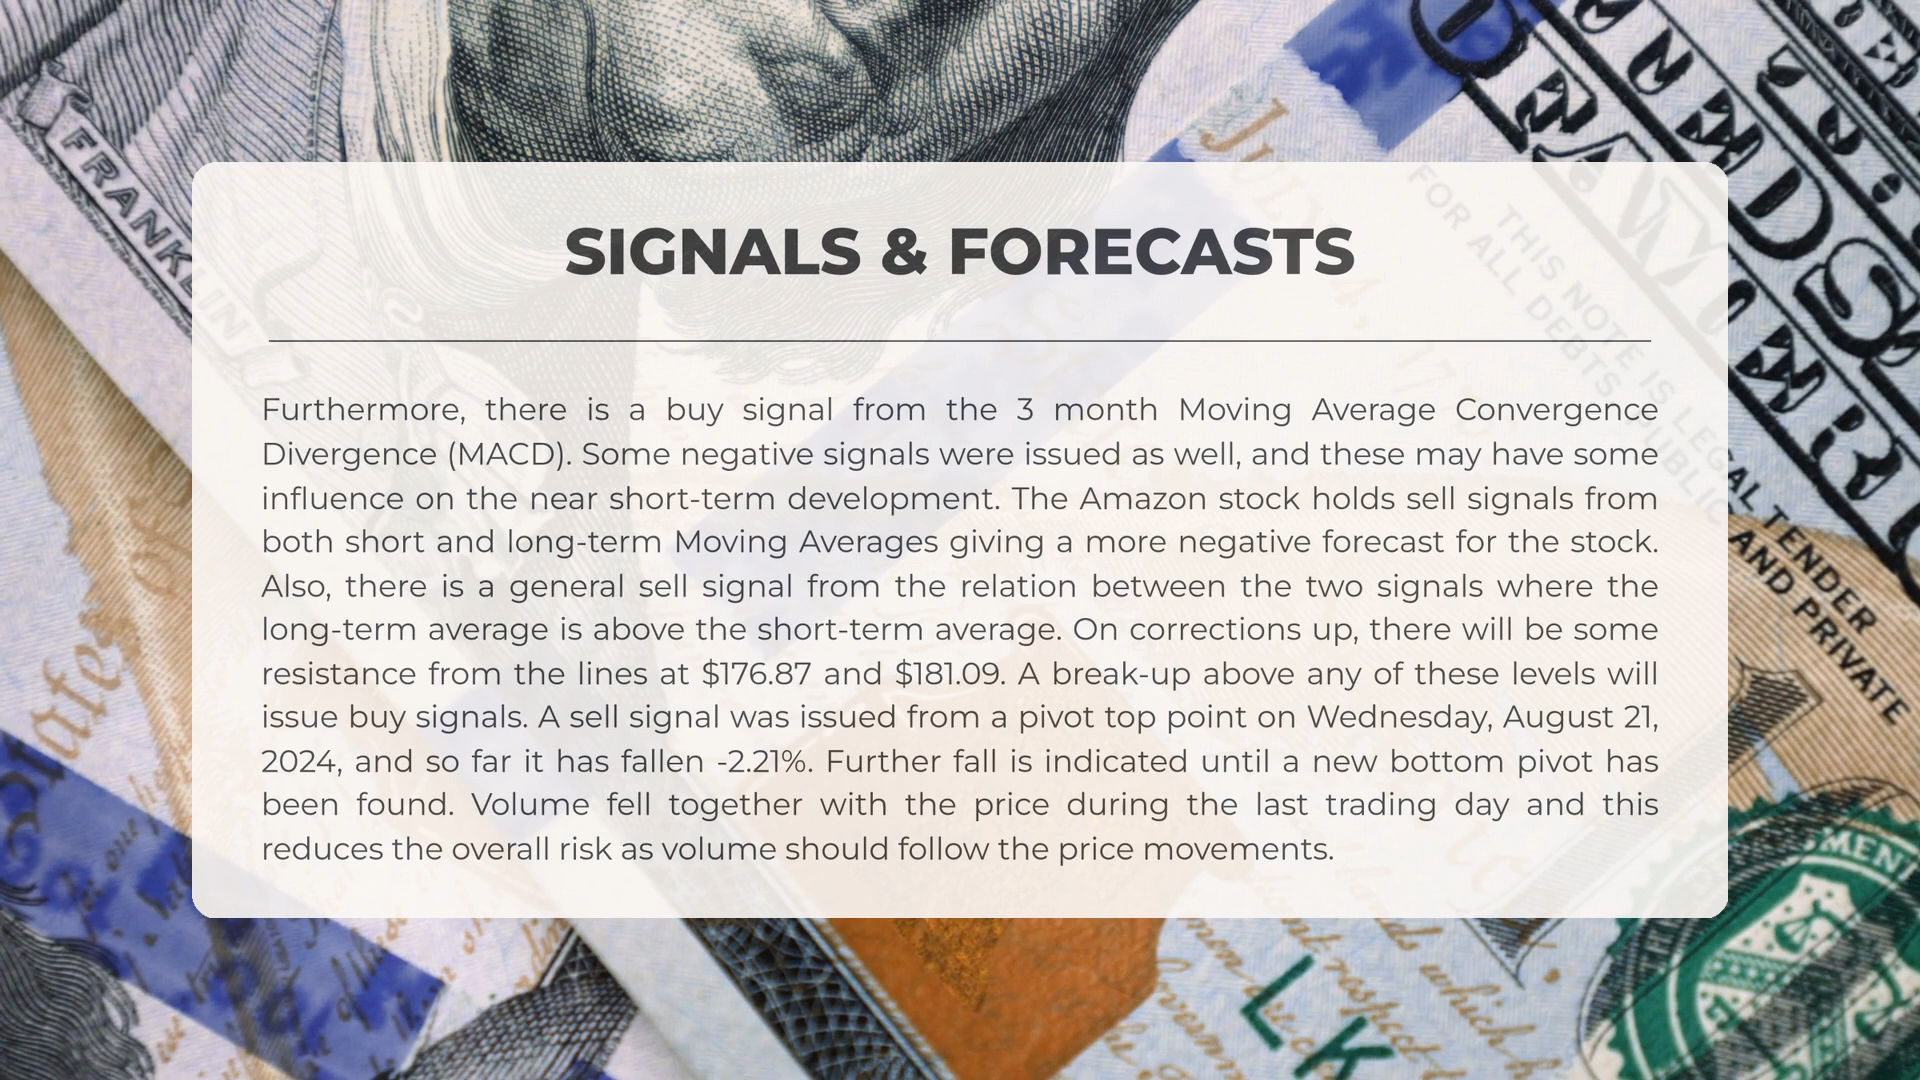 FRANKLIN
JULY 4, 17
THIS NOTE IS LEGAL TENDER
FOR ALL DEBTS PUBLIC AND PRIVATE
SIGNALS & FORECASTS
Furthermore, there is a buy signal from the 3 month Moving Average Convergence
Divergence (MACD). Some negative signals were issued as well, and these may have some
influence on the near short-term development. The Amazon stock holds sell signals from
both short and long-term Moving Averages giving a more negative forecast for the stock.
Also, there is a general sell signal from the relation between the two signals where the
long-term average is above the short-term average. On corrections up, there will be some
resistance from the lines at $176.87 and $181.09. A break-up above any of these levels will
issue buy signals. A sell signal was issued from a pivot top point on Wednesday, August 21,
2024, and so far it has fallen -2.21%. Further fall is indicated until a new bottom pivot has
been found. Volume fell together with the price during the last trading day and this
reduces the overall risk as volume should follow the price movements.
L K